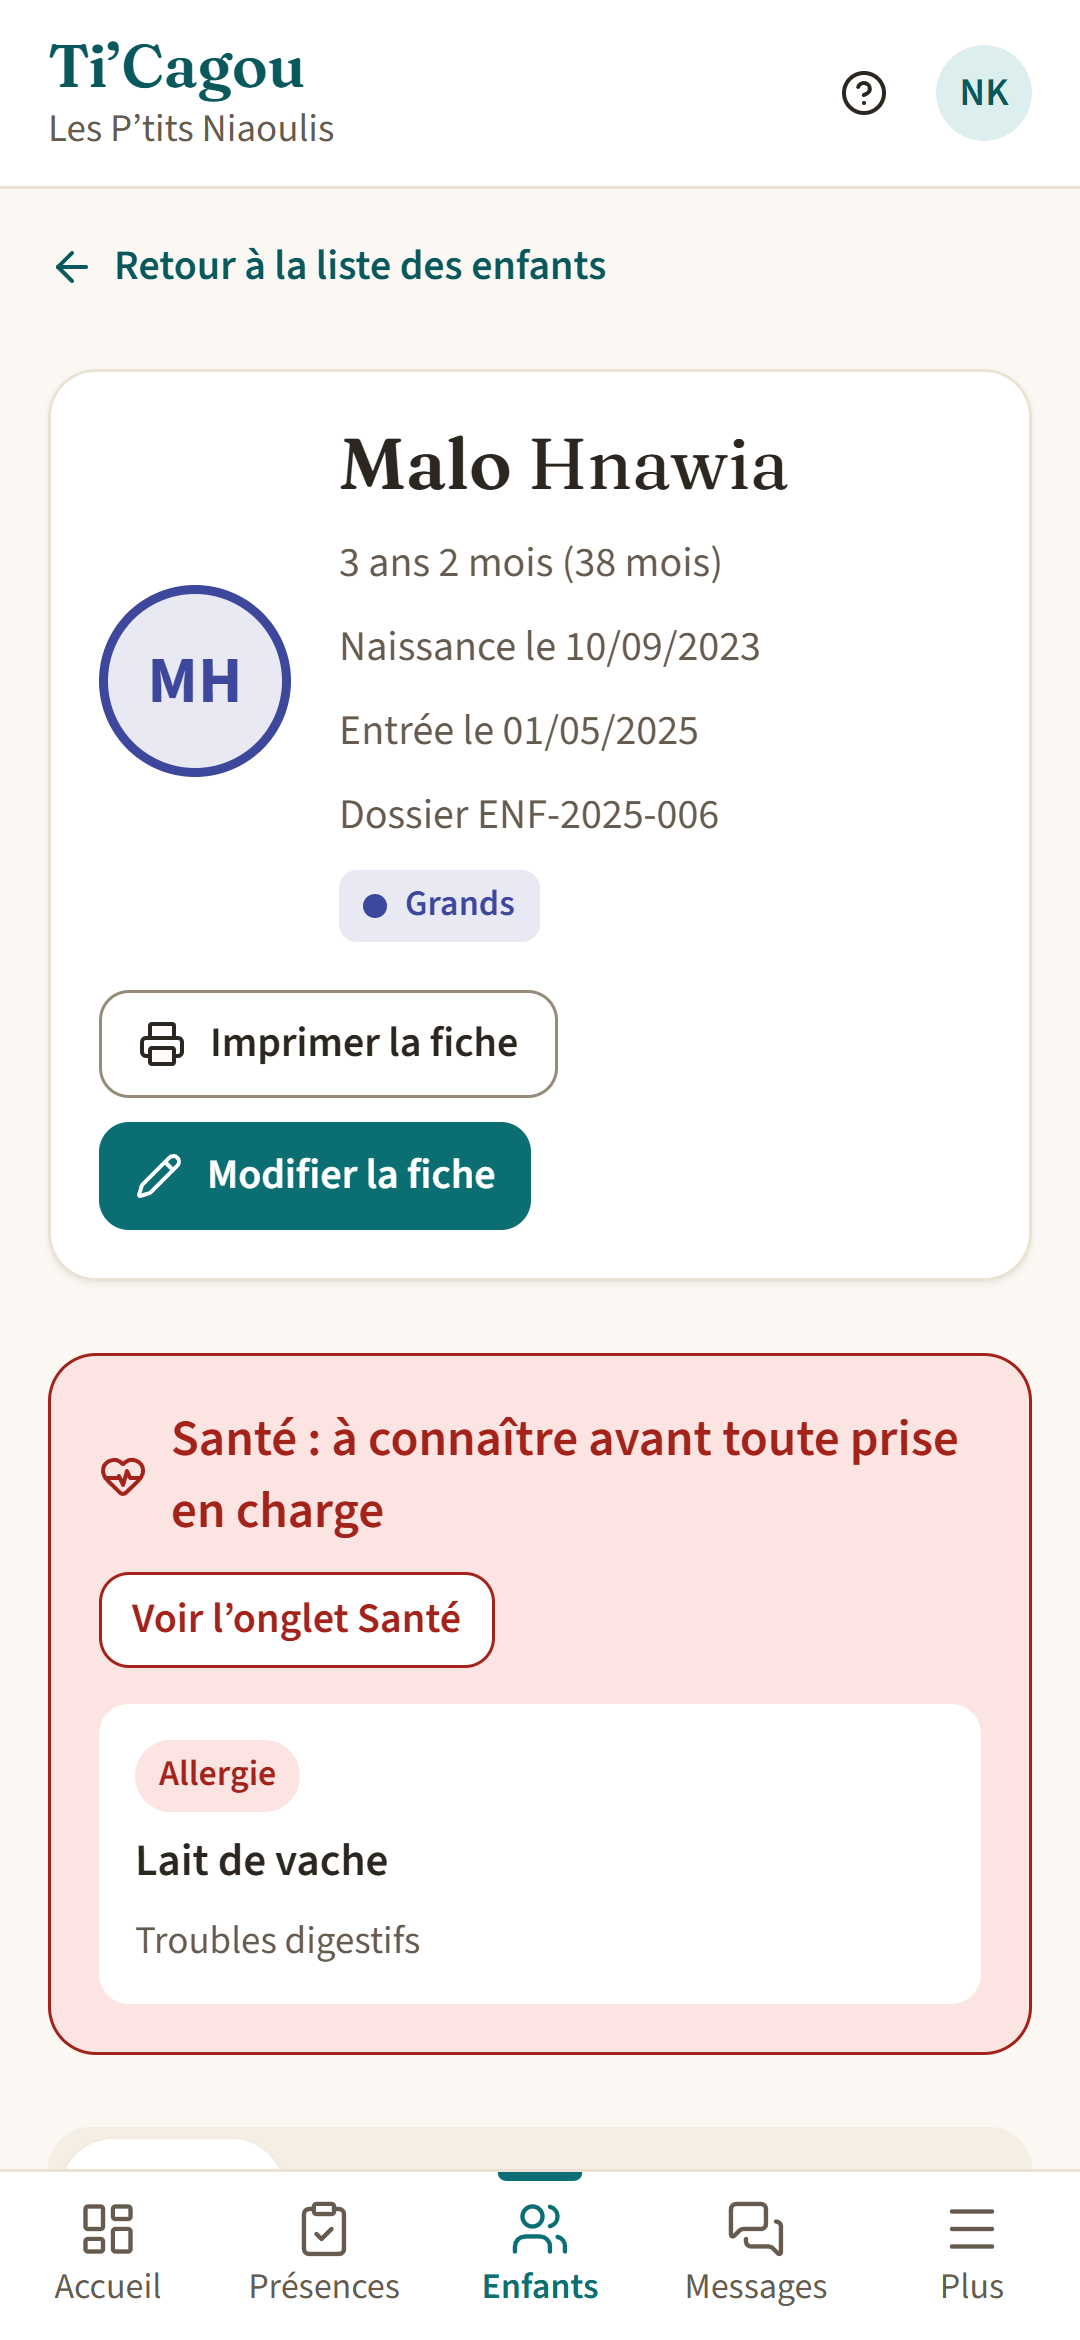 Ti’Cagou
Les P’tits Niaoulis
NK
Retour à la liste des enfants
Malo Hnawia
3 ans 2 mois (38 mois)
Naissance le 10/09/2023
Entrée le 01/05/2025
Dossier ENF-2025-006
MH
Grands
Imprimer la fiche
Modifier la fiche
Santé : à connaître avant toute prise
en charge
Voir l’onglet Santé
Allergie
Lait de vache
Troubles digestifs
Accueil
Présences
Enfants
Messages
Plus